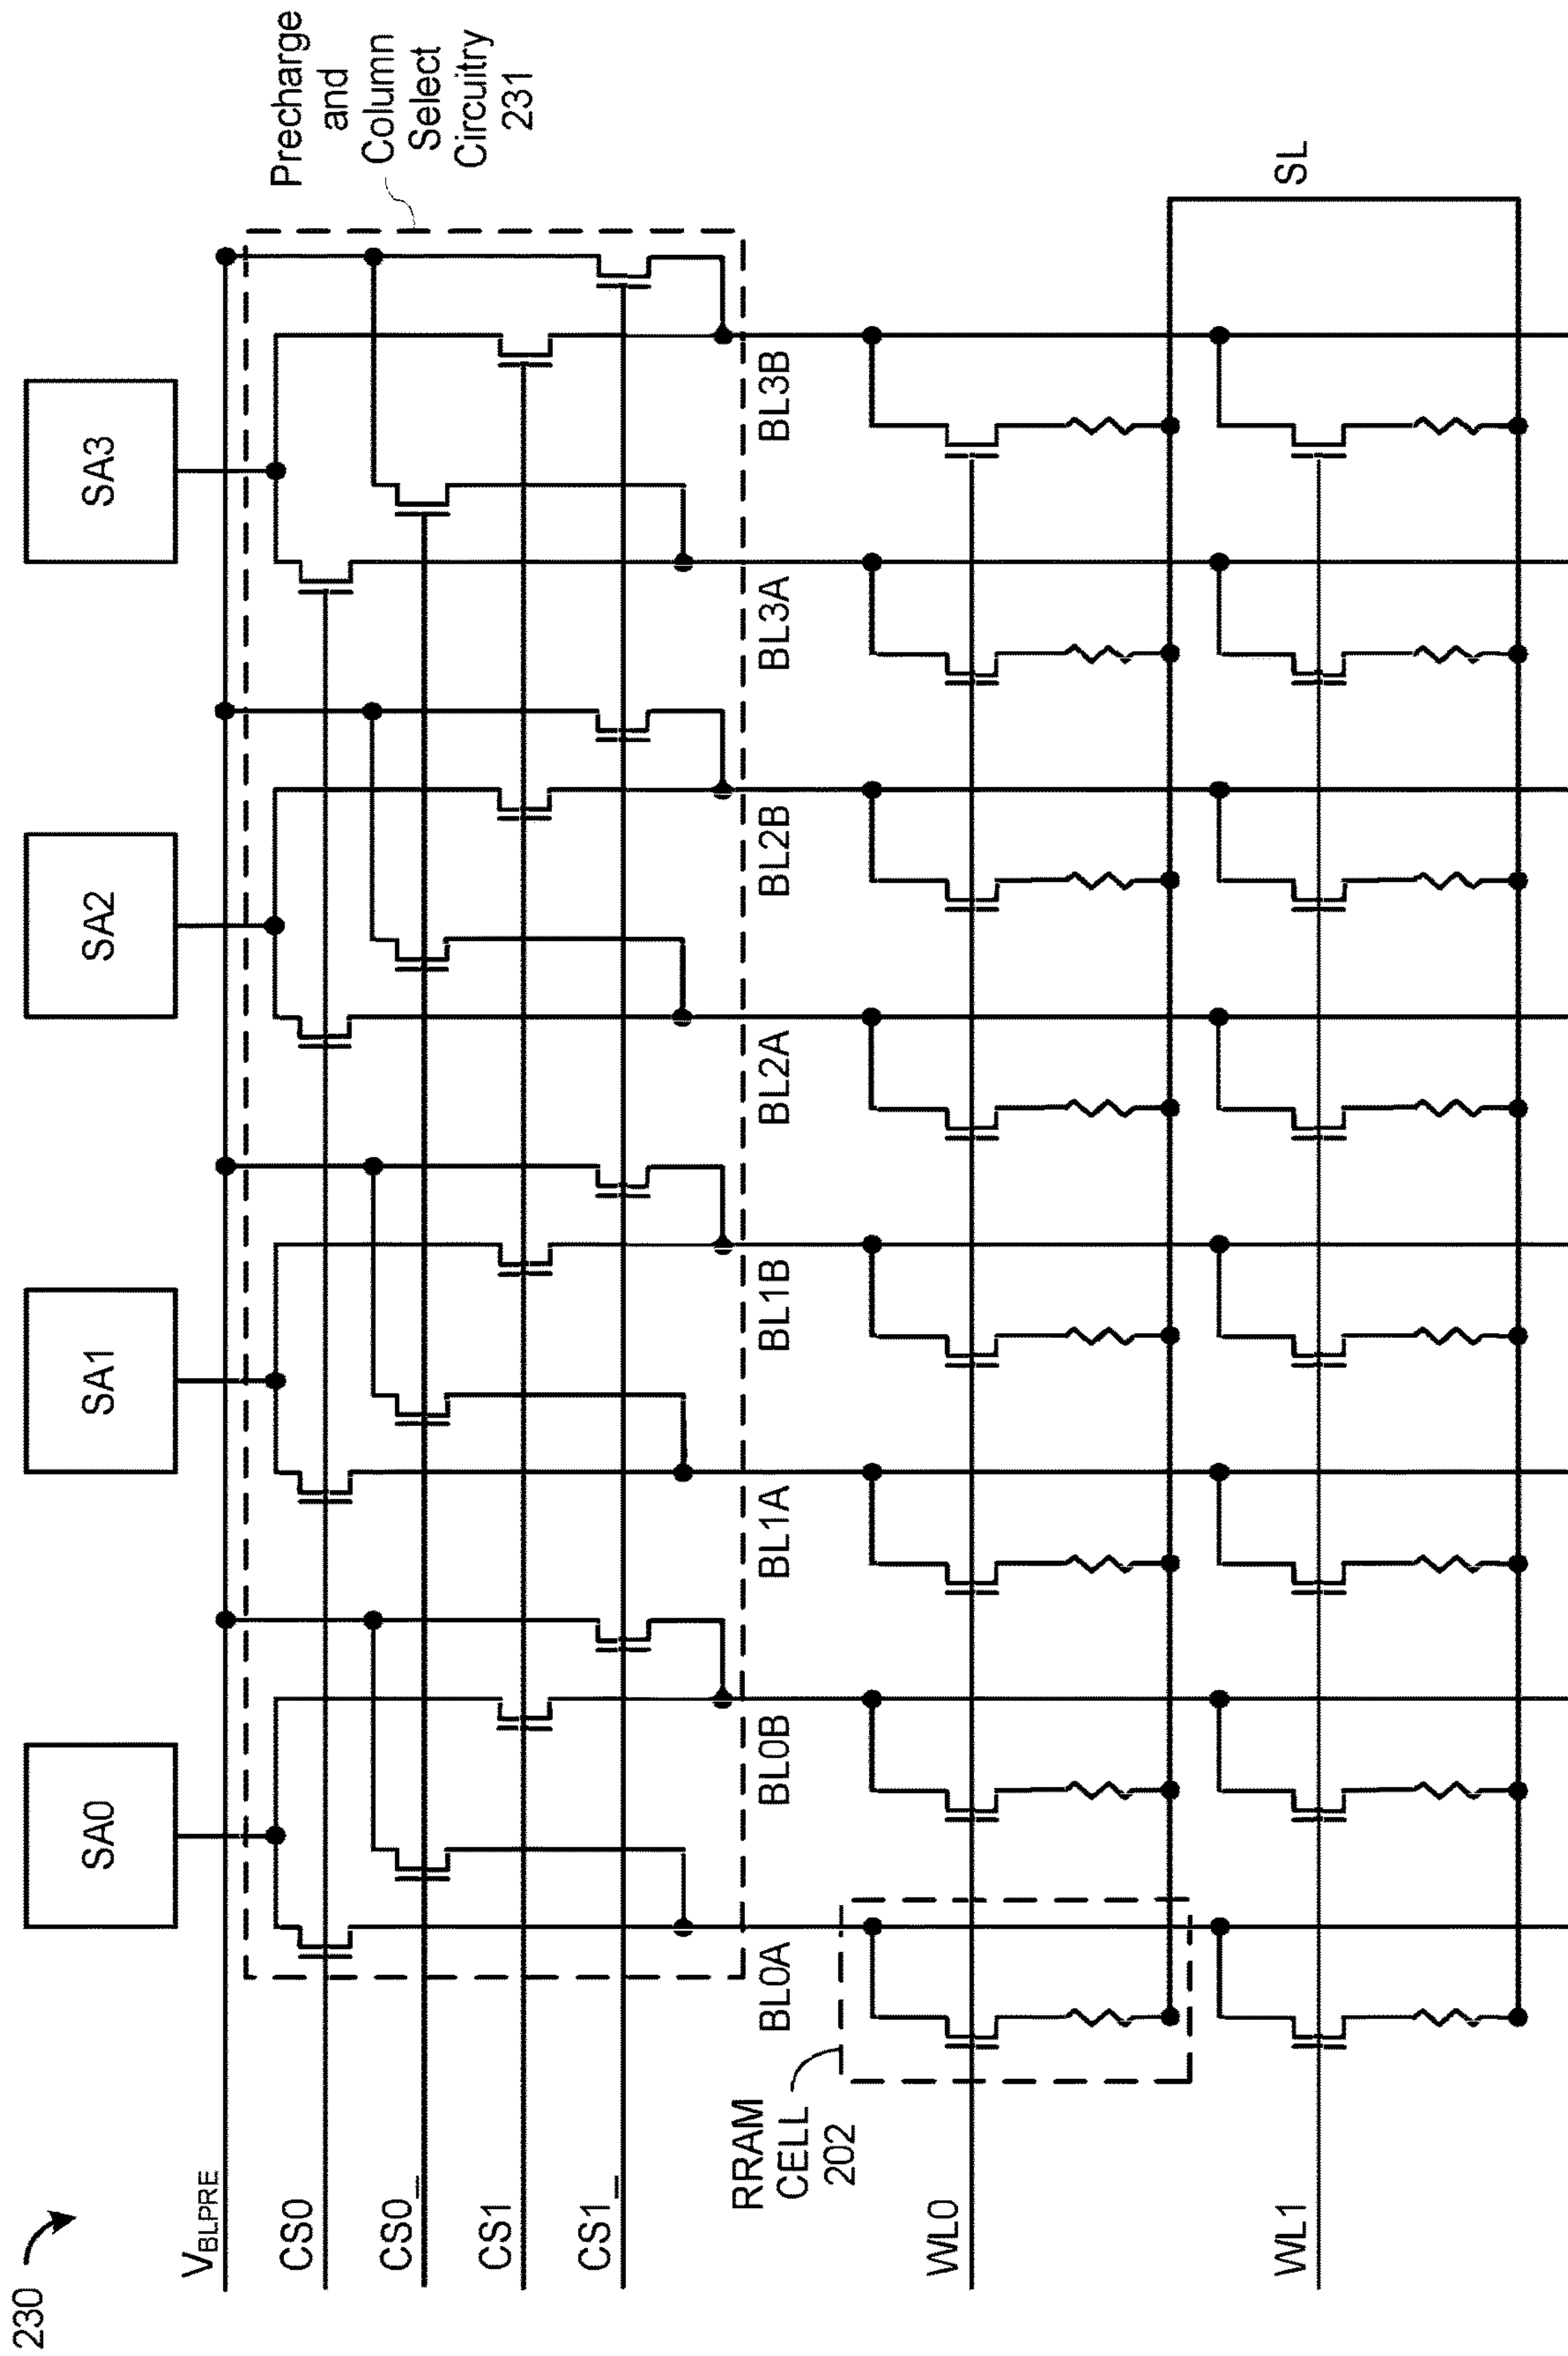 230
SA0
SA1
SA2
SA3
VBLPRE
CS0
CS0_
CS1
CS1_
Precharge
and
Column
Select
Circuitry
231
BL0A
BL0B
BL1A
BL1B
BL2A
BL2B
BL3A
BL3B
RRAM
CELL
202
WL0
WL1
SL